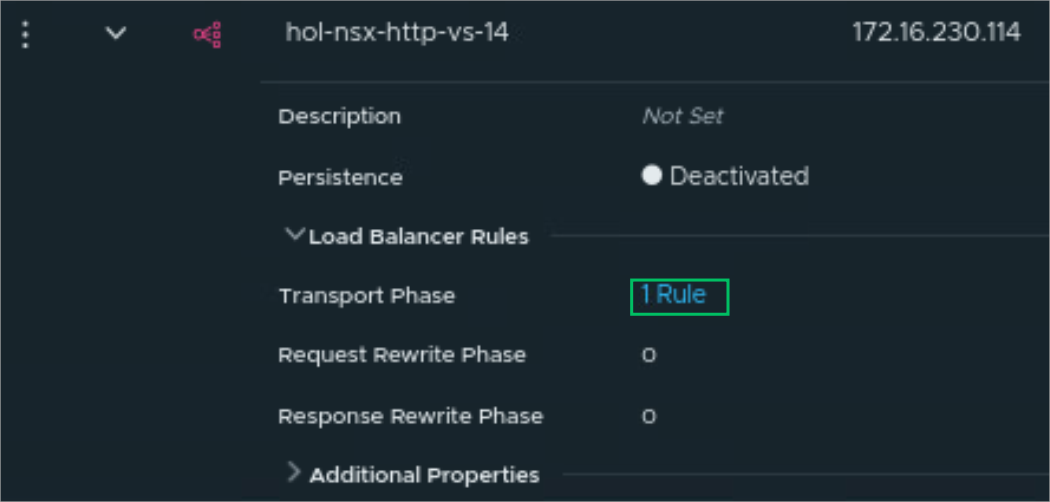 hol-nsx-http-vs-14 172.16.230.114
Description Not Set
Persistence Deactivated
Load Balancer Rules
Transport Phase 1 Rule
Request Rewrite Phase 0
Response Rewrite Phase 0
Additional Properties